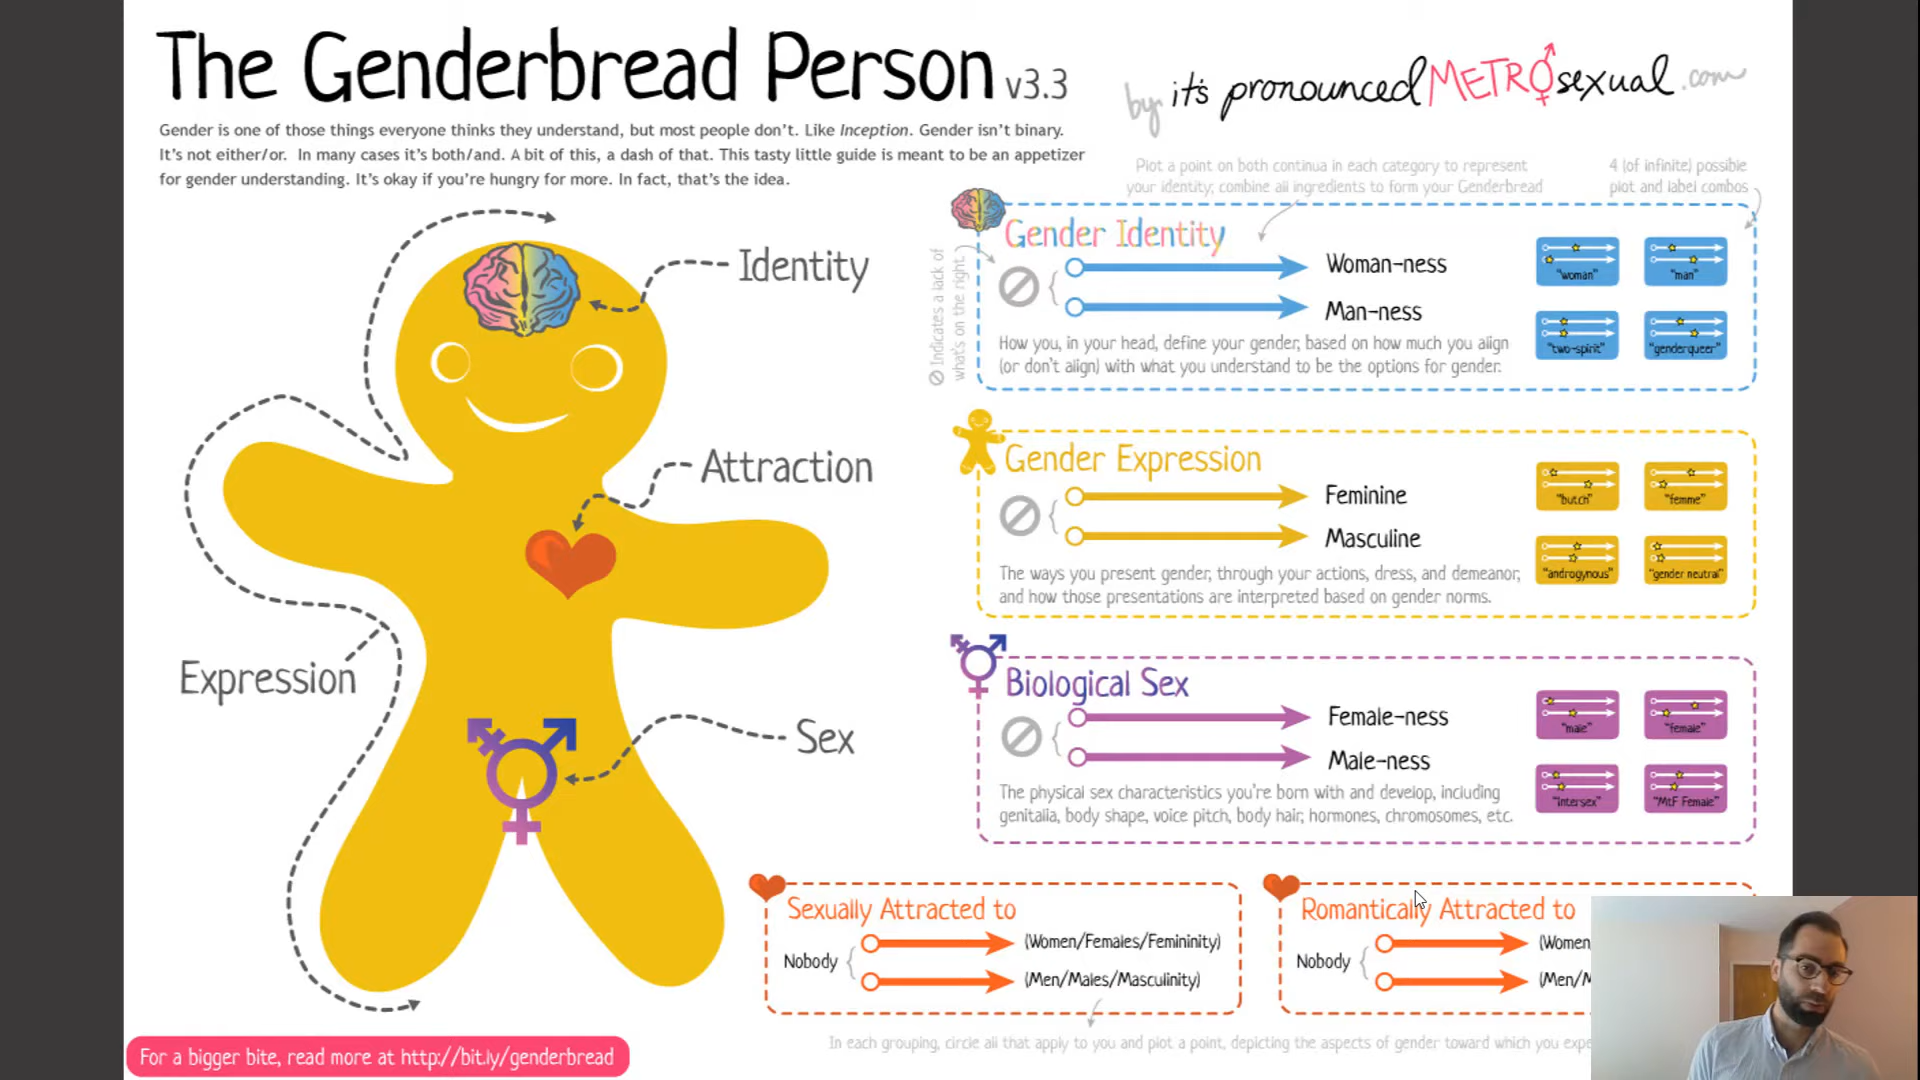 The Genderbread Person v3.3
by it's pronounced METROsexual.com
Gender is one of those things everyone thinks they understand, but most people don't. Like Inception. Gender isn't binary.
It's not either/or. In many cases it's both/and. A bit of this, a dash of that. This tasty little guide is meant to be an appetizer
for gender understanding. It's okay if you're hungry for more. In fact, that's the idea.
Plot a point on both continua in each category to represent
your identity; combine all ingredients to form your Genderbread
4 (of infinite) possible
plot and label combos
Identity
Attraction
Expression
Sex
Indicates a lack of
what's on the right.
Gender Identity
Woman-ness
Man-ness
How you, in your head, define your gender, based on how much you align
(or don't align) with what you understand to be the options for gender.
"woman"
"man"
"two-spirit"
"genderqueer"
Gender Expression
Feminine
Masculine
The ways you present gender, through your actions, dress, and demeanor,
and how those presentations are interpreted based on gender norms.
"butch"
"femme"
"androgynous"
"gender neutral"
Biological Sex
Female-ness
Male-ness
The physical sex characteristics you're born with and develop, including
genitalia, body shape, voice pitch, body hair, hormones, chromosomes, etc.
"male"
"female"
"intersex"
"MtF Female"
Sexually Attracted to
Nobody
(Women/Females/Femininity)
(Men/Males/Masculinity)
Romantically Attracted to
Nobody
(Women
(Men/M
In each grouping, circle all that apply to you and plot a point, depicting the aspects of gender toward which you expe
For a bigger bite, read more at http://bit.ly/genderbread